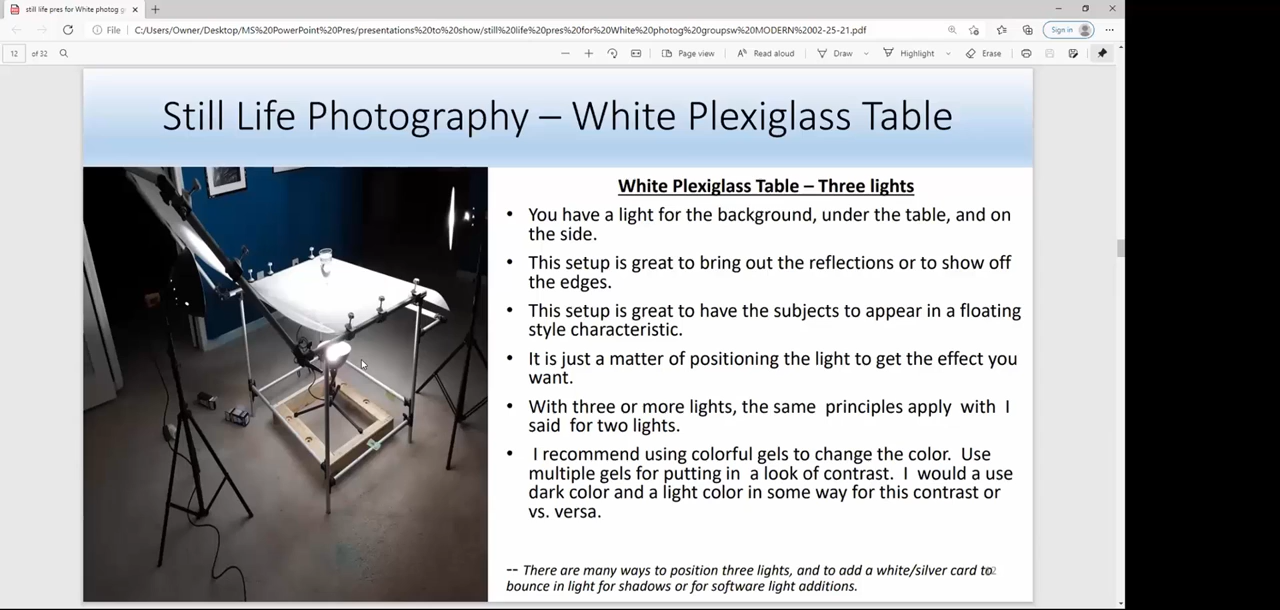 still life pres for White photog g
File
C:/Users/Owner/Desktop/MS%20PowerPoint%20Pres/presentations%20to%20show/still%20life%20pres%20for%20White%20photog%20groupsw%20MODERN%2002-25-21.pdf
Sign in
12 of 32
Page view
Read aloud
Draw
Highlight
Erase
Still Life Photography – White Plexiglass Table
White Plexiglass Table – Three lights
• You have a light for the background, under the table, and on
the side.
• This setup is great to bring out the reflections or to show off
the edges.
• This setup is great to have the subjects to appear in a floating
style characteristic.
• It is just a matter of positioning the light to get the effect you
want.
• With three or more lights, the same principles apply with I
said for two lights.
• I recommend using colorful gels to change the color. Use
multiple gels for putting in a look of contrast. I would a use
dark color and a light color in some way for this contrast or
vs. versa.
-- There are many ways to position three lights, and to add a white/silver card to
bounce in light for shadows or for software light additions.